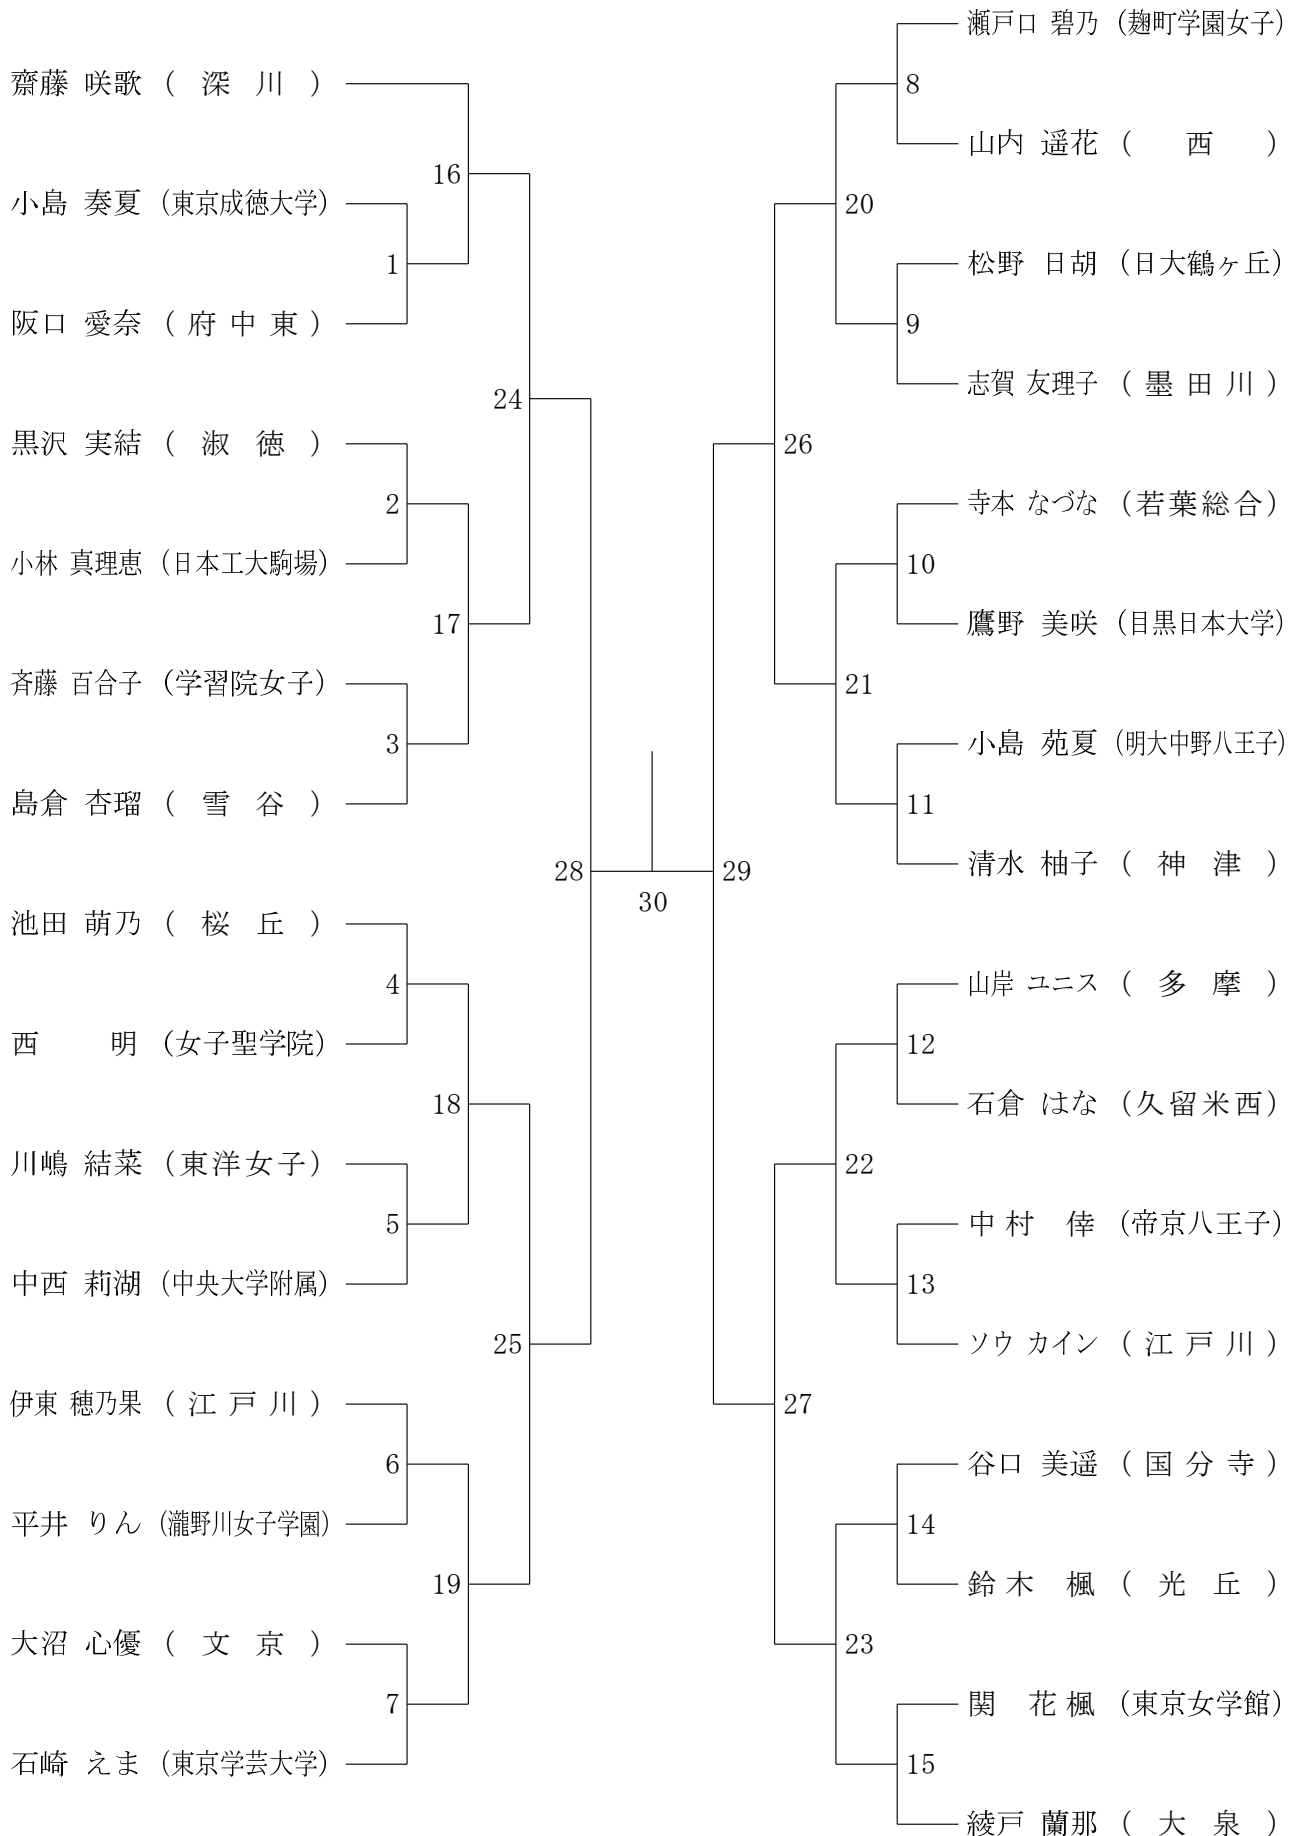 齋藤 咲歌 （ 深 川 ）
小島 奏夏 （東京成徳大学）
阪口 愛奈 （ 府 中 東 ）
黒沢 実結 （ 淑 徳 ）
小林 真理恵 （日本工大駒場）
斉藤 百合子 （学習院女子）
島倉 杏瑠 （ 雪 谷 ）
池田 萌乃 （ 桜 丘 ）
西 明 （女子聖学院）
川嶋 結菜 （東洋女子）
中西 莉湖 （中央大学附属）
伊東 穂乃果 （ 江 戸 川 ）
平井 りん （瀧野川女子学園）
大沼 心優 （ 文 京 ）
石崎 えま （東京学芸大学）
1
2
3
4
5
6
7
16
17
18
19
24
25
28
30
29
26
27
20
21
22
23
8
9
10
11
12
13
14
15
瀬戸口 碧乃 （麹町学園女子）
山内 遥花 （ 西 ）
松野 日胡 （日大鶴ヶ丘）
志賀 友理子 （ 墨 田 川 ）
寺本 なづな （若葉総合）
鷹野 美咲 （目黒日本大学）
小島 苑夏 （明大中野八王子）
清水 柚子 （ 神 津 ）
山岸 ユニス （ 多 摩 ）
石倉 はな （久留米西）
中村 倖 （帝京八王子）
ソウ カイン （ 江 戸 川 ）
谷口 美遥 （ 国 分 寺 ）
鈴木 楓 （ 光 丘 ）
関 花楓 （東京女学館）
綾戸 蘭那 （ 大 泉 ）